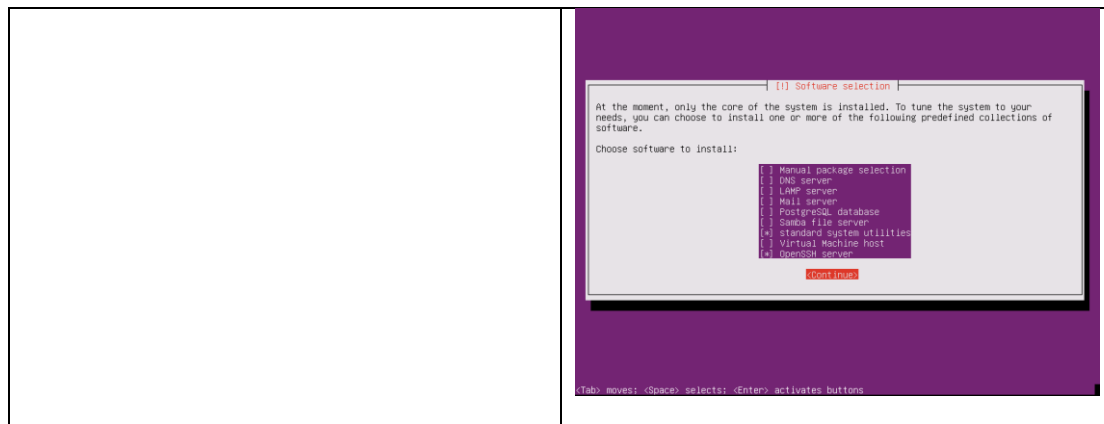 [!] Software selection
At the moment, only the core of the system is installed. To tune the system to your
needs, you can choose to install one or more of the following predefined collections of
software.
Choose software to install:
[ ] Manual package selection
[ ] DNS server
[ ] LAMP server
[ ] Mail server
[ ] PostgreSQL database
[ ] Samba file server
[*] standard system utilities
[ ] Virtual Machine host
[*] OpenSSH server
<Continue>
<Tab> moves; <Space> selects; <Enter> activates buttons